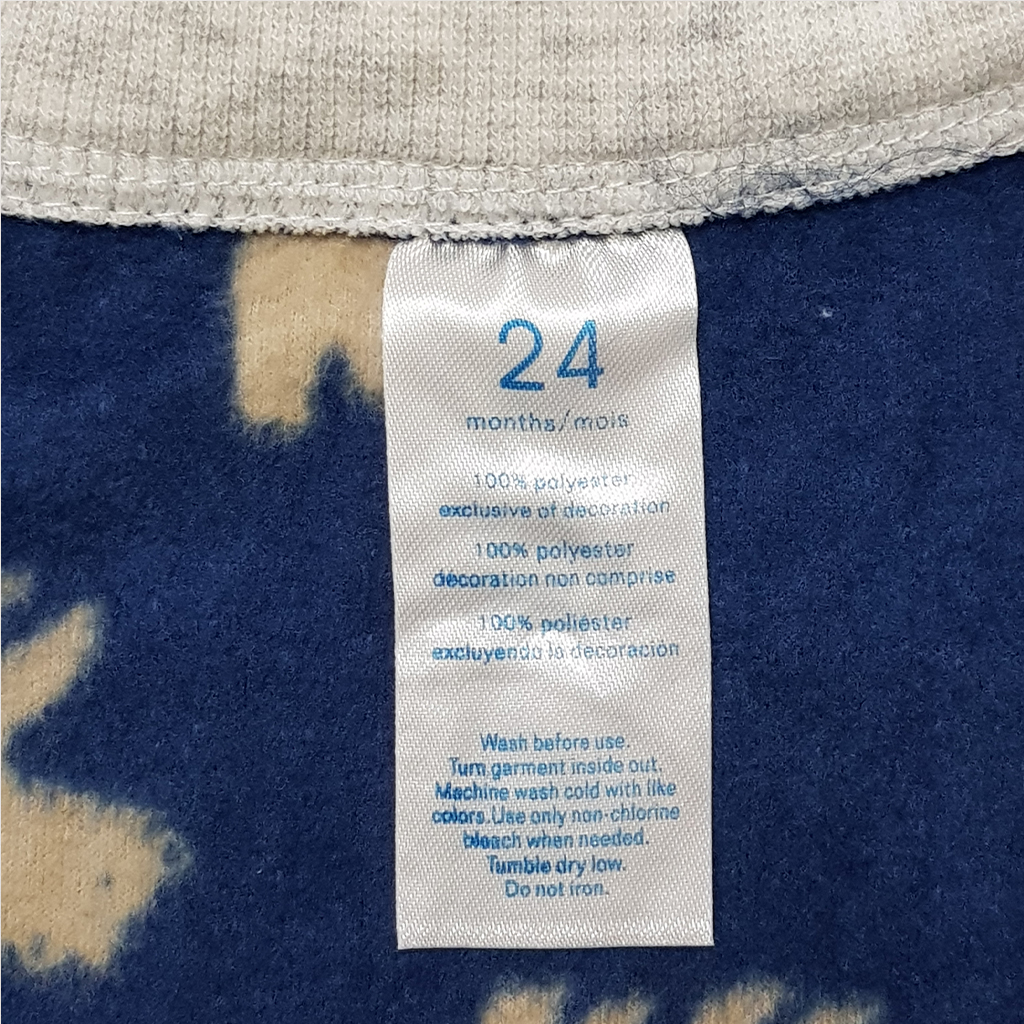 24
months/mois
100% polyester
exclusive of decoration
100% polyester
decoration non comprise
100% poliéster
excluyendo la decoración
Wash before use.
Turn garment inside out.
Machine wash cold with like
colors.Use only non-chlorine
bleach when needed.
Tumble dry low.
Do not iron.